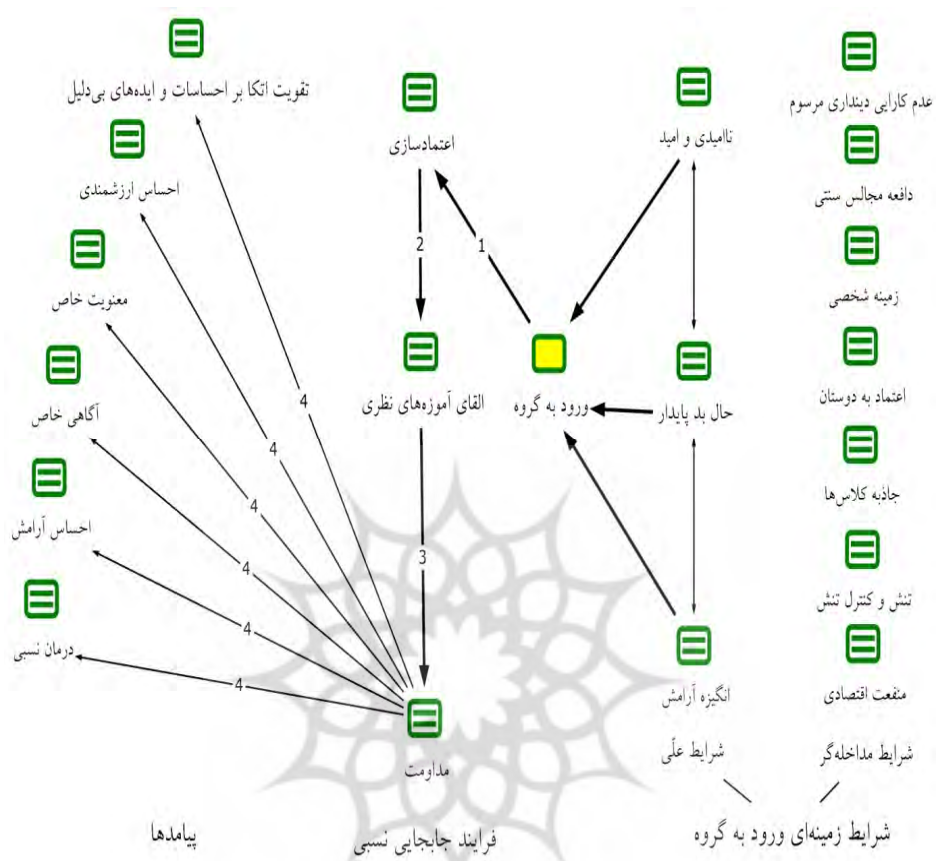 عدم کارایی دینداری مرسوم
دافعه مجالس سنتی
زمینه شخصی
اعتماد به دوستان
جاذبه کلاس‌ها
تنش و کنترل تنش
منفعت اقتصادی
شرایط مداخله‌گر
ناامیدی و امید
حال بد پایدار
انگیزه آرامش
شرایط علّی
شرایط زمینه‌ای ورود به گروه
ورود به گروه
1
اعتمادسازی
2
القای آموزه‌های نظری
3
مداومت
فرایند جابجایی نسبی
4
4
4
4
4
4
تقویت اتکا بر احساسات و ایده‌های بی‌دلیل
احساس ارزشمندی
معنویت خاص
آگاهی خاص
احساس آرامش
درمان نسبی
پیامدها